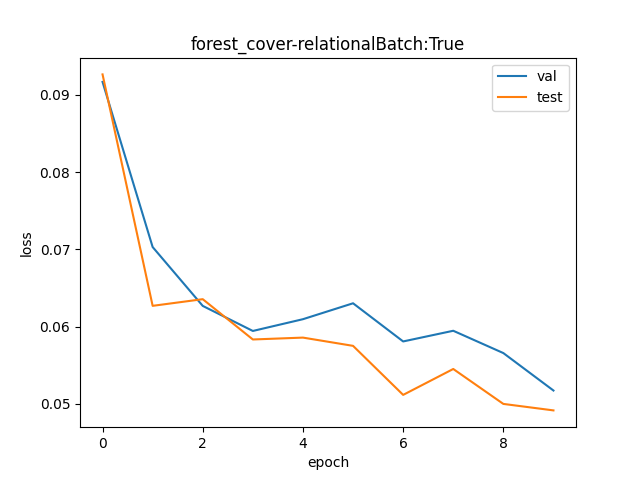 forest_cover-relationalBatch:True
val
test
loss
0.09
0.08
0.07
0.06
0.05
0 2 4 6 8
epoch